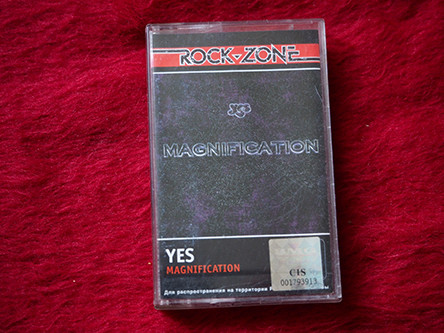 ROCK-ZONE
YES
MAGNIFICATION
YES
MAGNIFICATION
CIS
001793913
Для распространения на территории